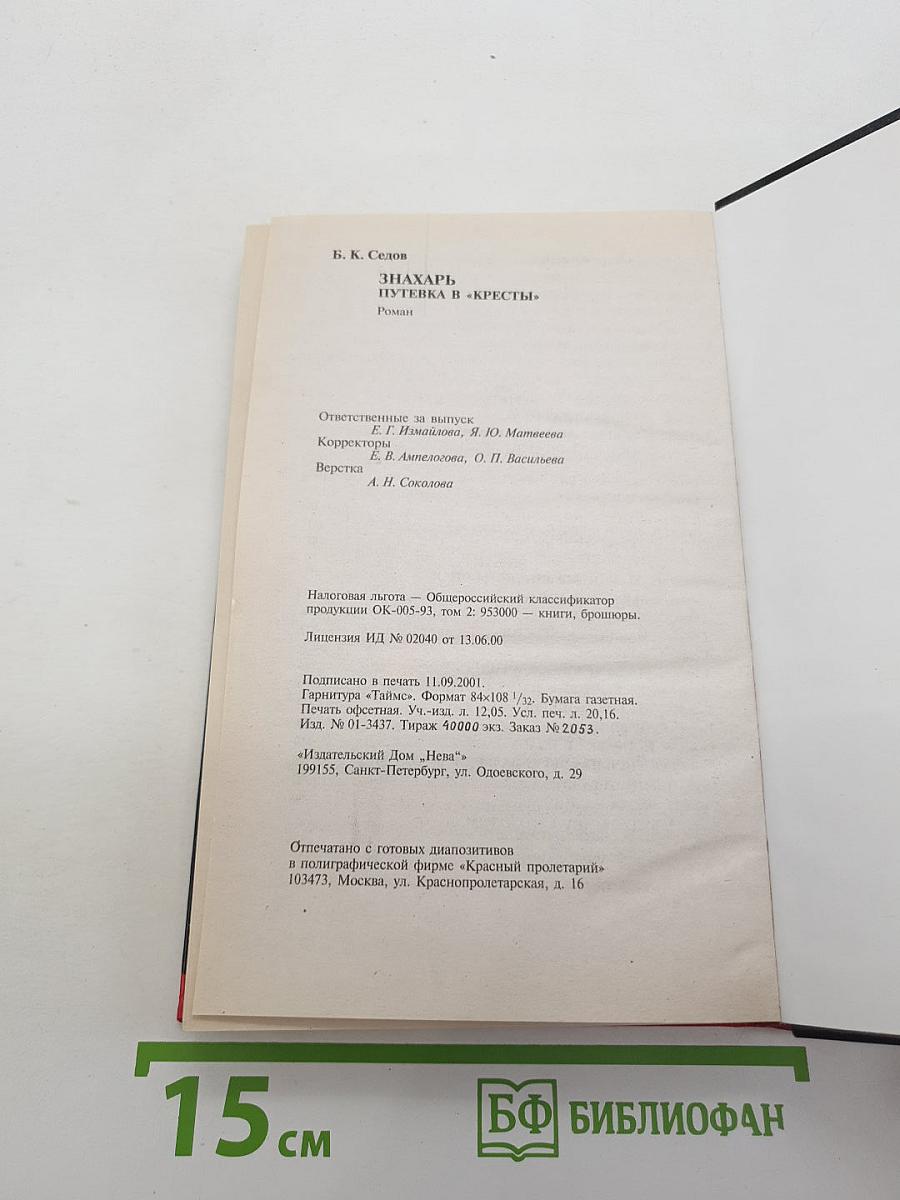 Б. К. Седов
ЗНАХАРЬ
ПУТЕВКА В «КРЕСТЫ»
Роман
Ответственные за выпуск
Е. Г. Измайлова, Я. Ю. Матвеева
Корректоры
Е. В. Ампелогова, О. П. Васильева
Верстка
А. Н. Соколова
Налоговая льгота — Общероссийский классификатор
продукции ОК-005-93, том 2: 953000 — книги, брошюры.
Лицензия ИД № 02040 от 13.06.00
Подписано в печать 11.09.2001.
Гарнитура «Таймс». Формат 84×108 1/32. Бумага газетная.
Печать офсетная. Уч.-изд. л. 12,05. Усл. печ. л. 20,16.
Изд. № 01-3437. Тираж 40000 экз. Заказ № 2053.
«Издательский Дом „Нева“»
199155, Санкт-Петербург, ул. Одоевского, д. 29
Отпечатано с готовых диапозитивов
в полиграфической фирме «Красный пролетарий»
103473, Москва, ул. Краснопролетарская, д. 16
15 см
БФ БИБЛИОФАН